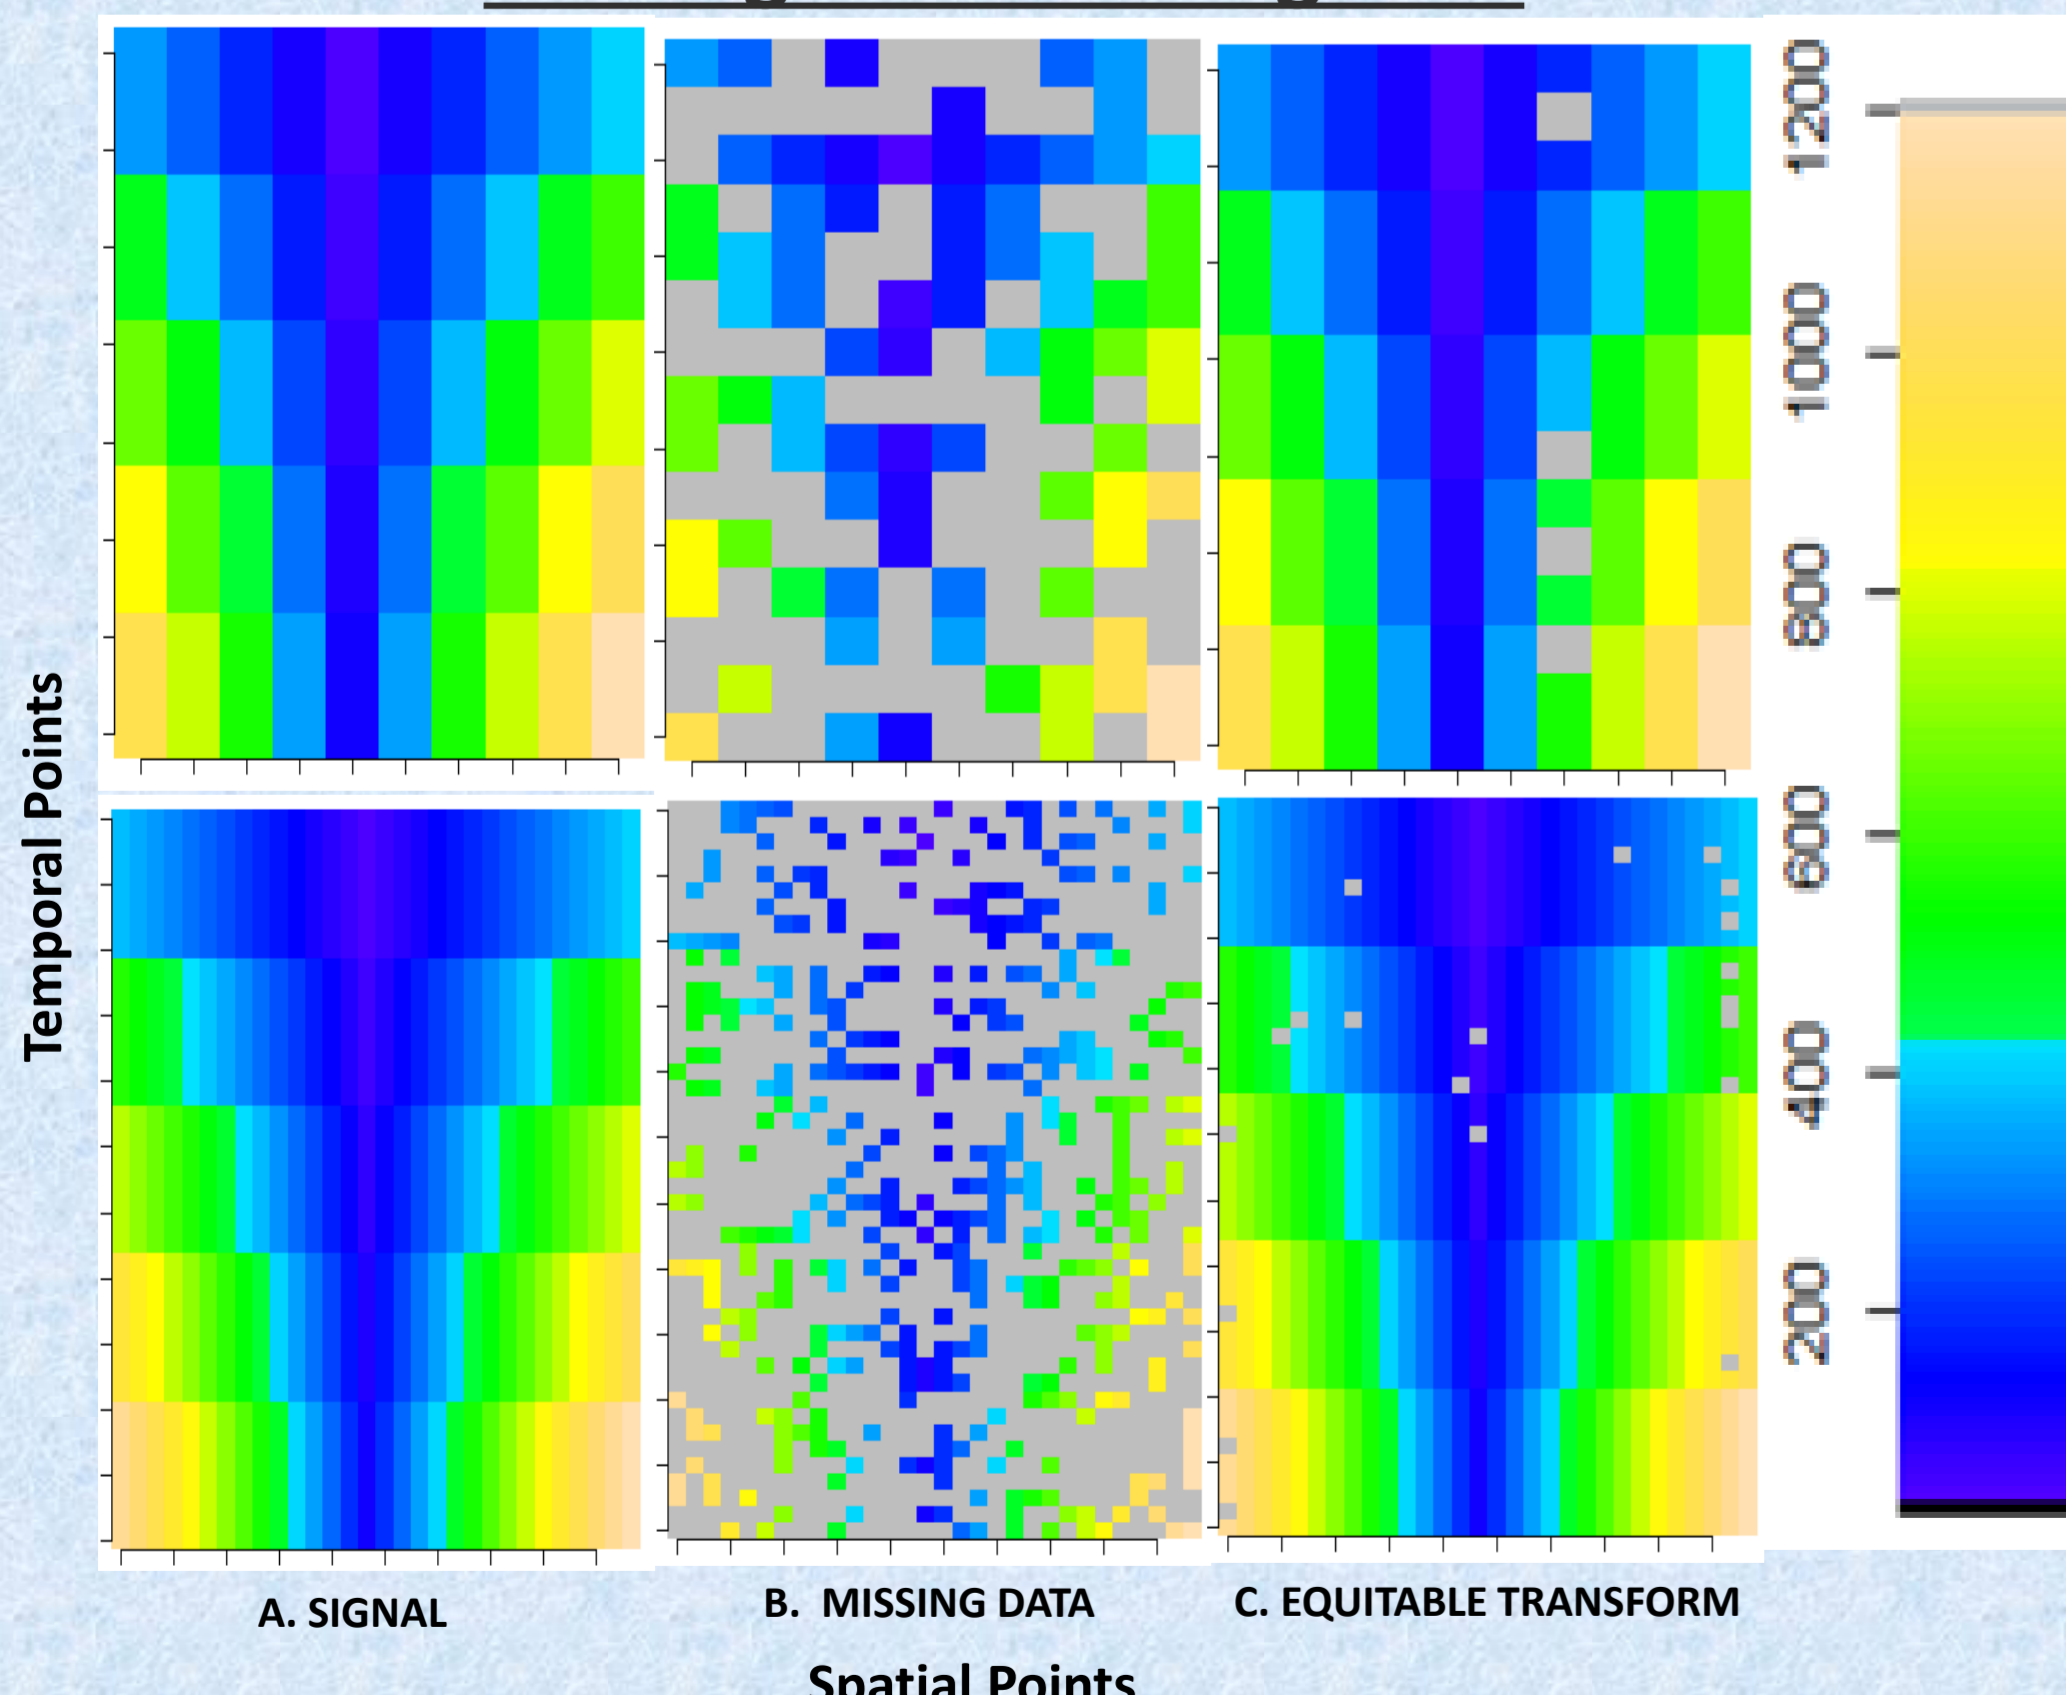 1200
1000
800
600
400
200
Temporal Points
A. SIGNAL
B. MISSING DATA
C. EQUITABLE TRANSFORM
Spatial Points